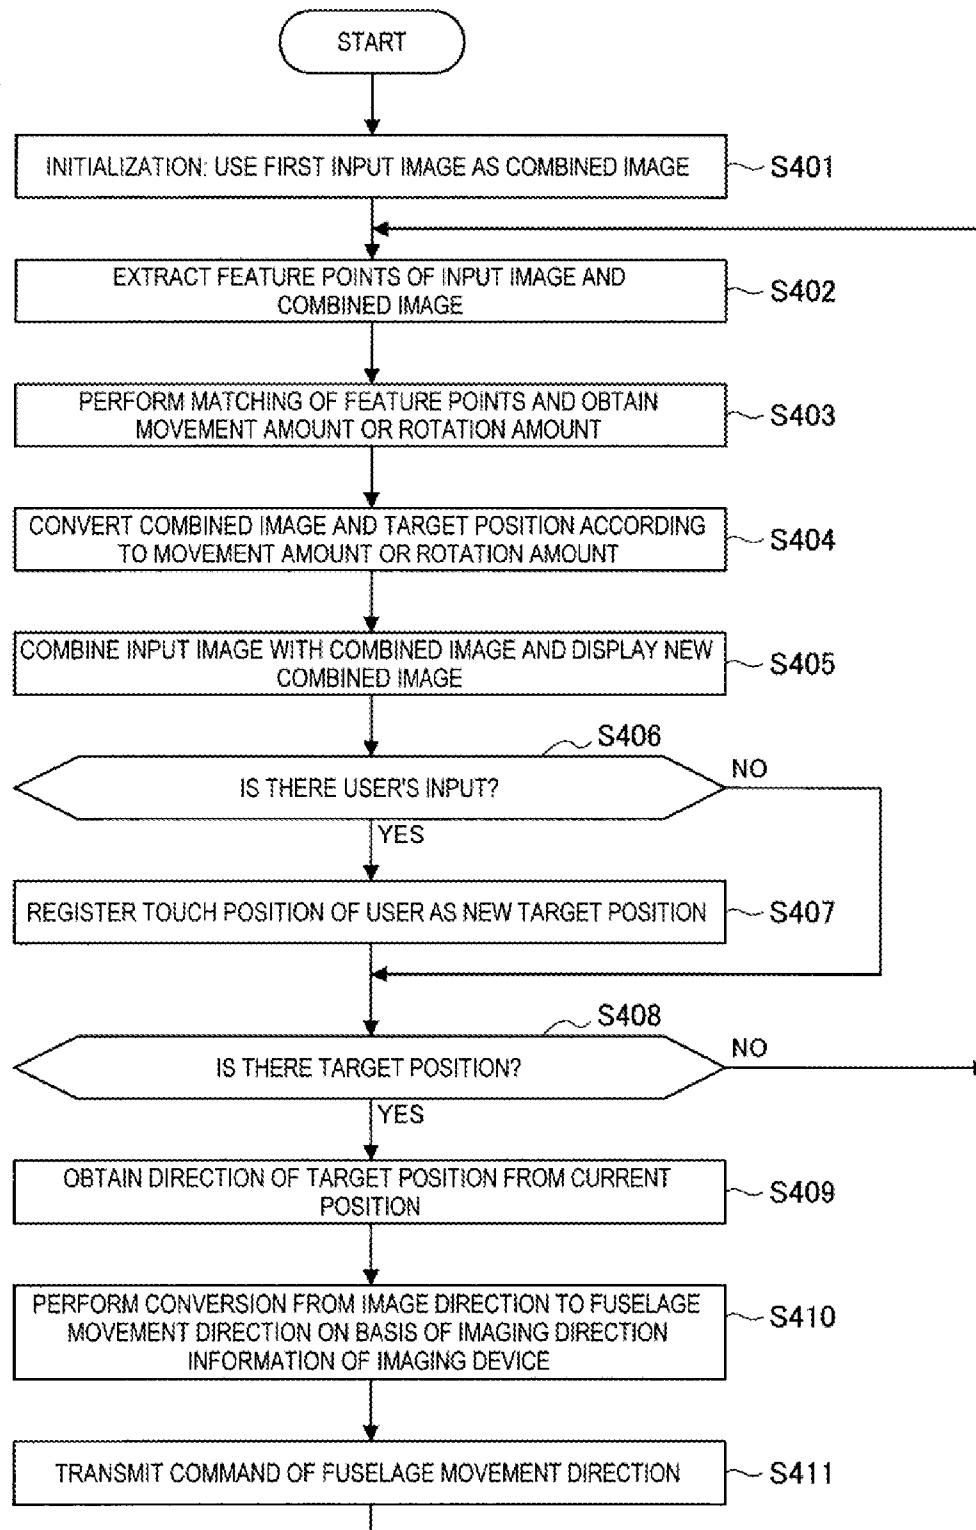 START
INITIALIZATION: USE FIRST INPUT IMAGE AS COMBINED IMAGE
S401
EXTRACT FEATURE POINTS OF INPUT IMAGE AND
COMBINED IMAGE
S402
PERFORM MATCHING OF FEATURE POINTS AND OBTAIN
MOVEMENT AMOUNT OR ROTATION AMOUNT
S403
CONVERT COMBINED IMAGE AND TARGET POSITION ACCORDING
TO MOVEMENT AMOUNT OR ROTATION AMOUNT
S404
COMBINE INPUT IMAGE WITH COMBINED IMAGE AND DISPLAY NEW
COMBINED IMAGE
S405
S406
IS THERE USER'S INPUT?
NO
YES
REGISTER TOUCH POSITION OF USER AS NEW TARGET POSITION
S407
S408
IS THERE TARGET POSITION?
NO
YES
OBTAIN DIRECTION OF TARGET POSITION FROM CURRENT
POSITION
S409
PERFORM CONVERSION FROM IMAGE DIRECTION TO FUSELAGE
MOVEMENT DIRECTION ON BASIS OF IMAGING DIRECTION
INFORMATION OF IMAGING DEVICE
S410
TRANSMIT COMMAND OF FUSELAGE MOVEMENT DIRECTION
S411